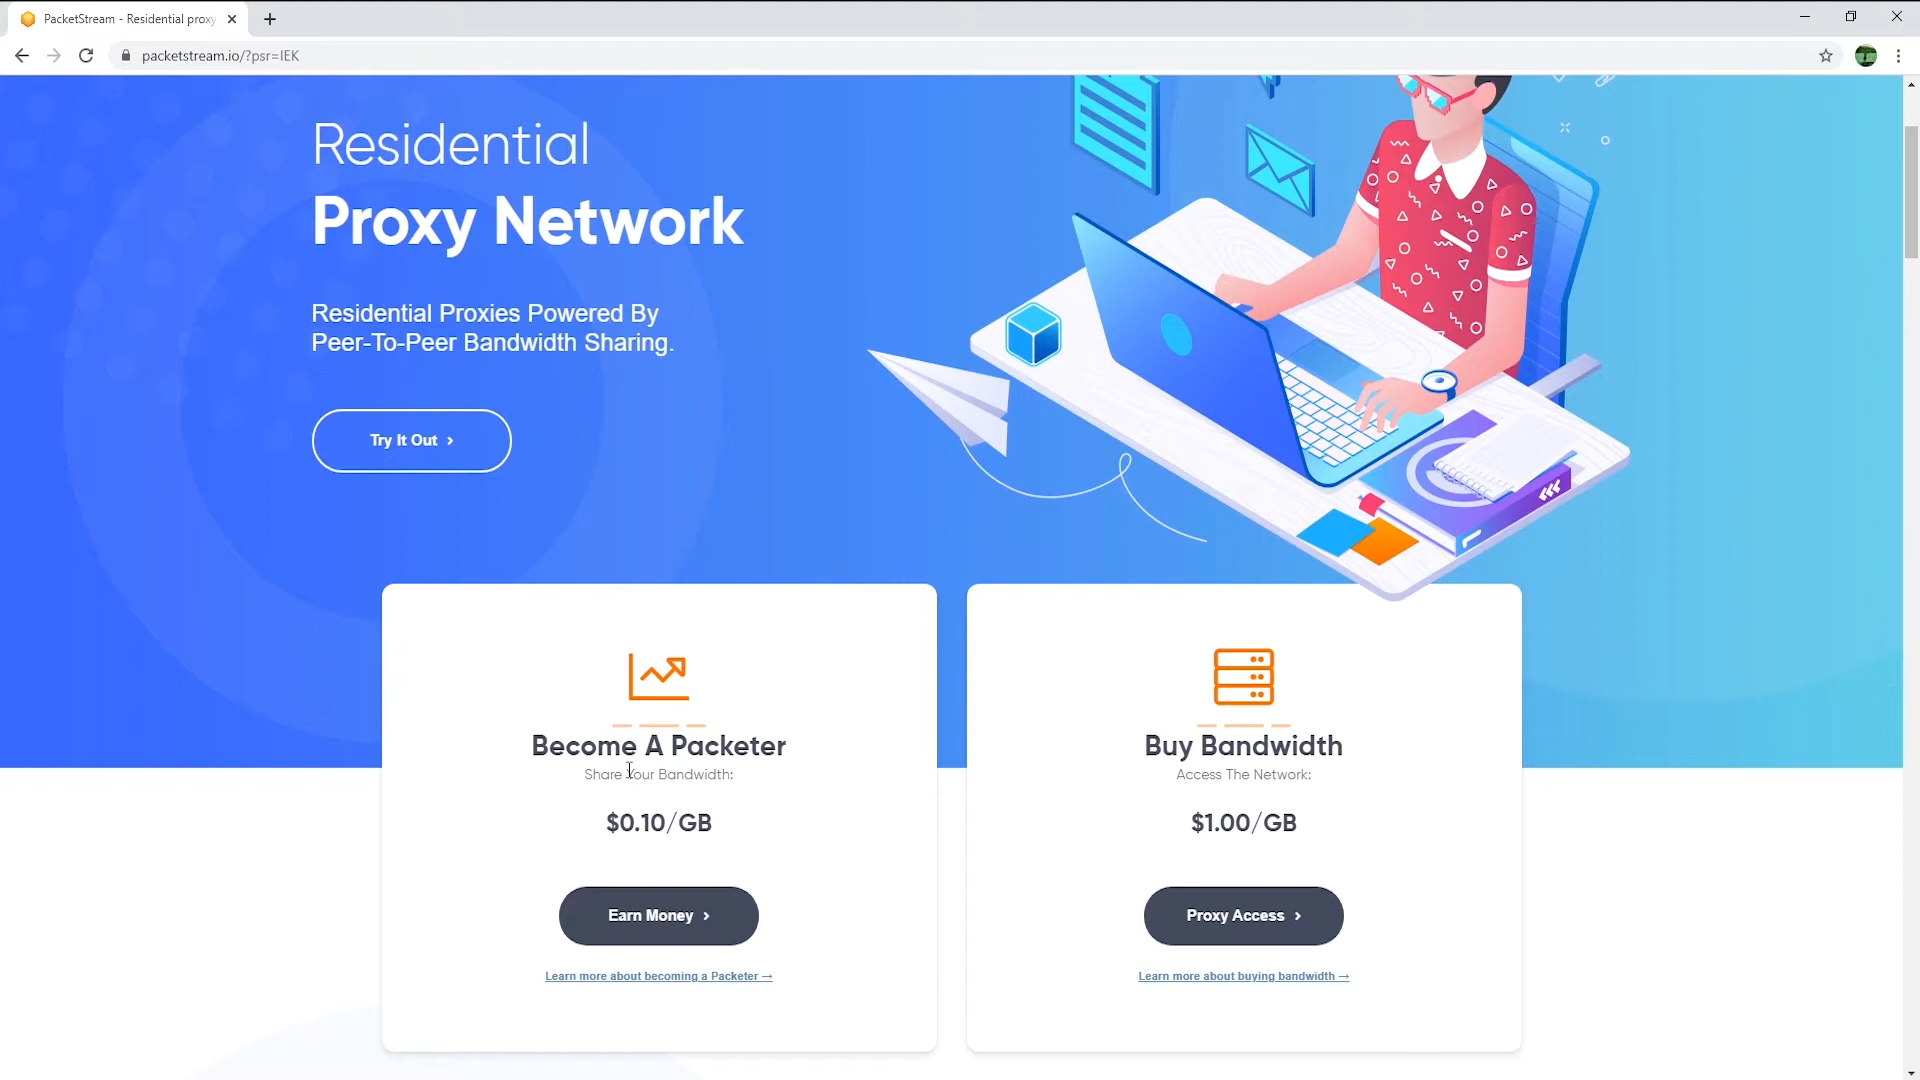 PacketStream - Residential proxy
packetstream.io/?psr=IEK
Residential
Proxy Network
Residential Proxies Powered By
Peer-To-Peer Bandwidth Sharing.
Try It Out ›
Become A Packeter
Share Your Bandwidth:
$0.10/GB
Earn Money ›
Learn more about becoming a Packeter →
Buy Bandwidth
Access The Network:
$1.00/GB
Proxy Access ›
Learn more about buying bandwidth →